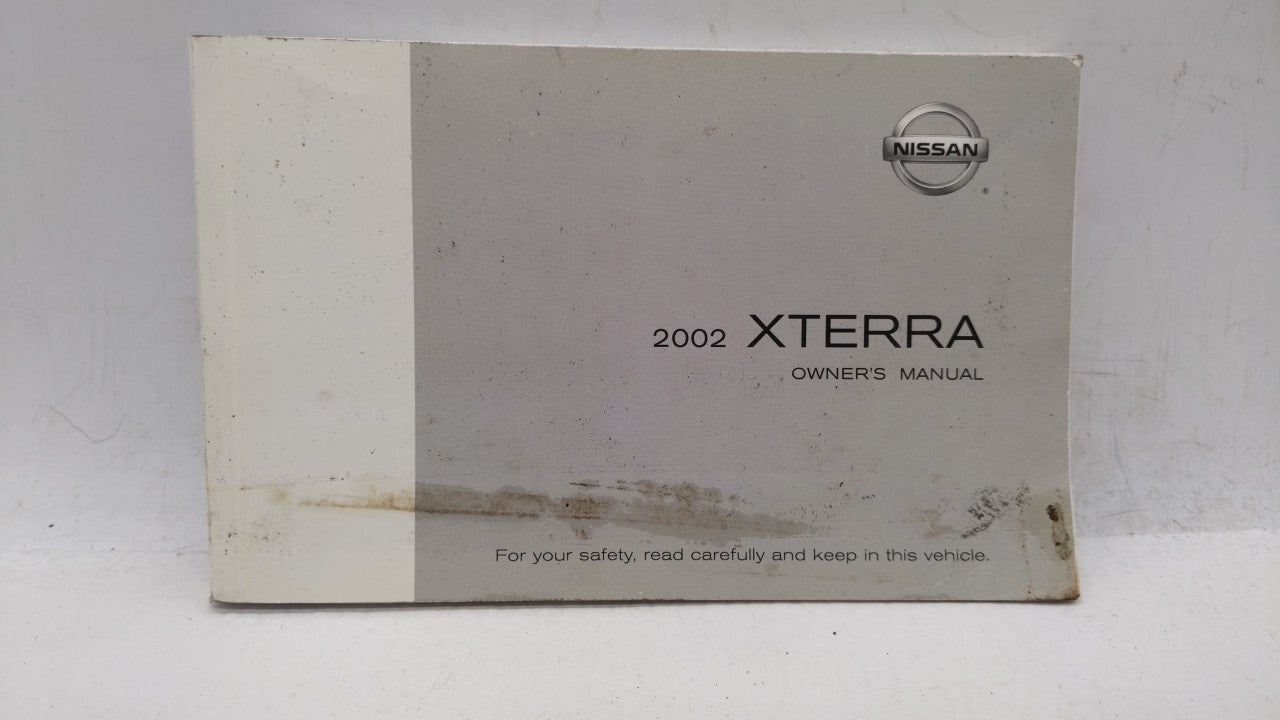 NISSAN
®
2002 XTERRA
OWNER'S MANUAL
For your safety, read carefully and keep in this vehicle.